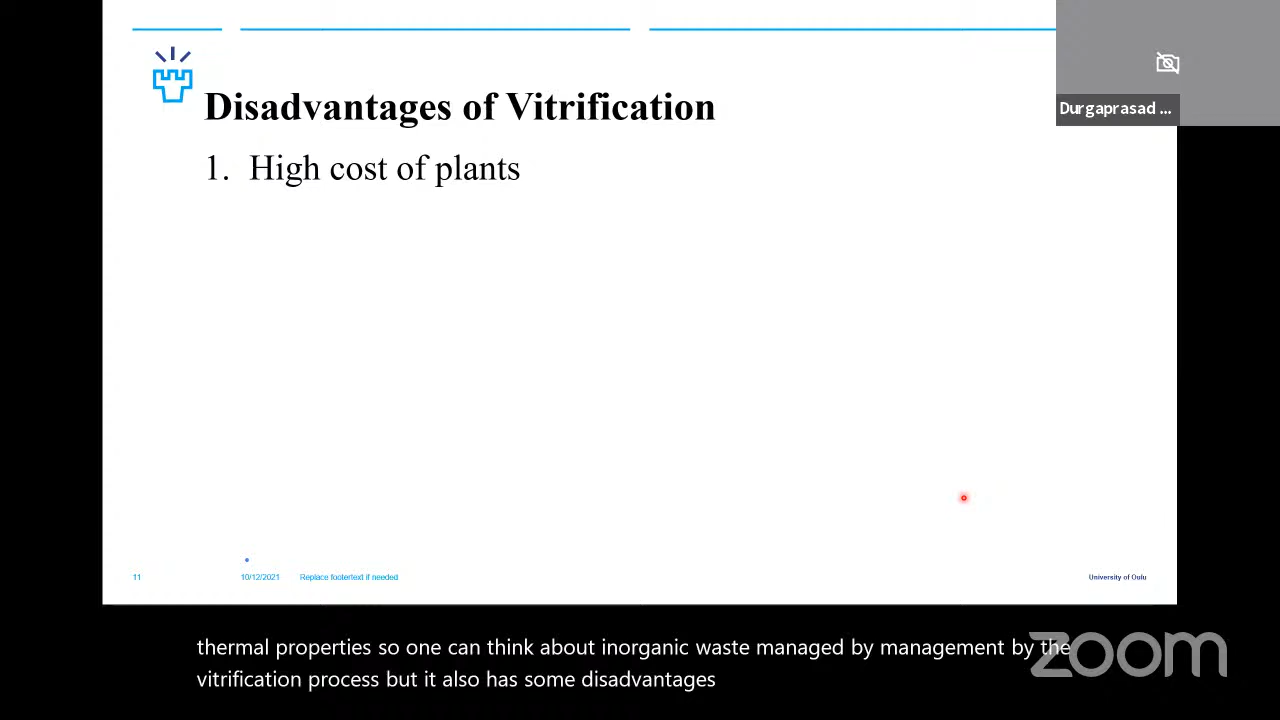 Disadvantages of Vitrification
Durgaprasad ...
1. High cost of plants
11 10/12/2021 Replace footertext if needed University of Oulu
thermal properties so one can think about inorganic waste managed by management by the
vitrification process but it also has some disadvantages
zoom